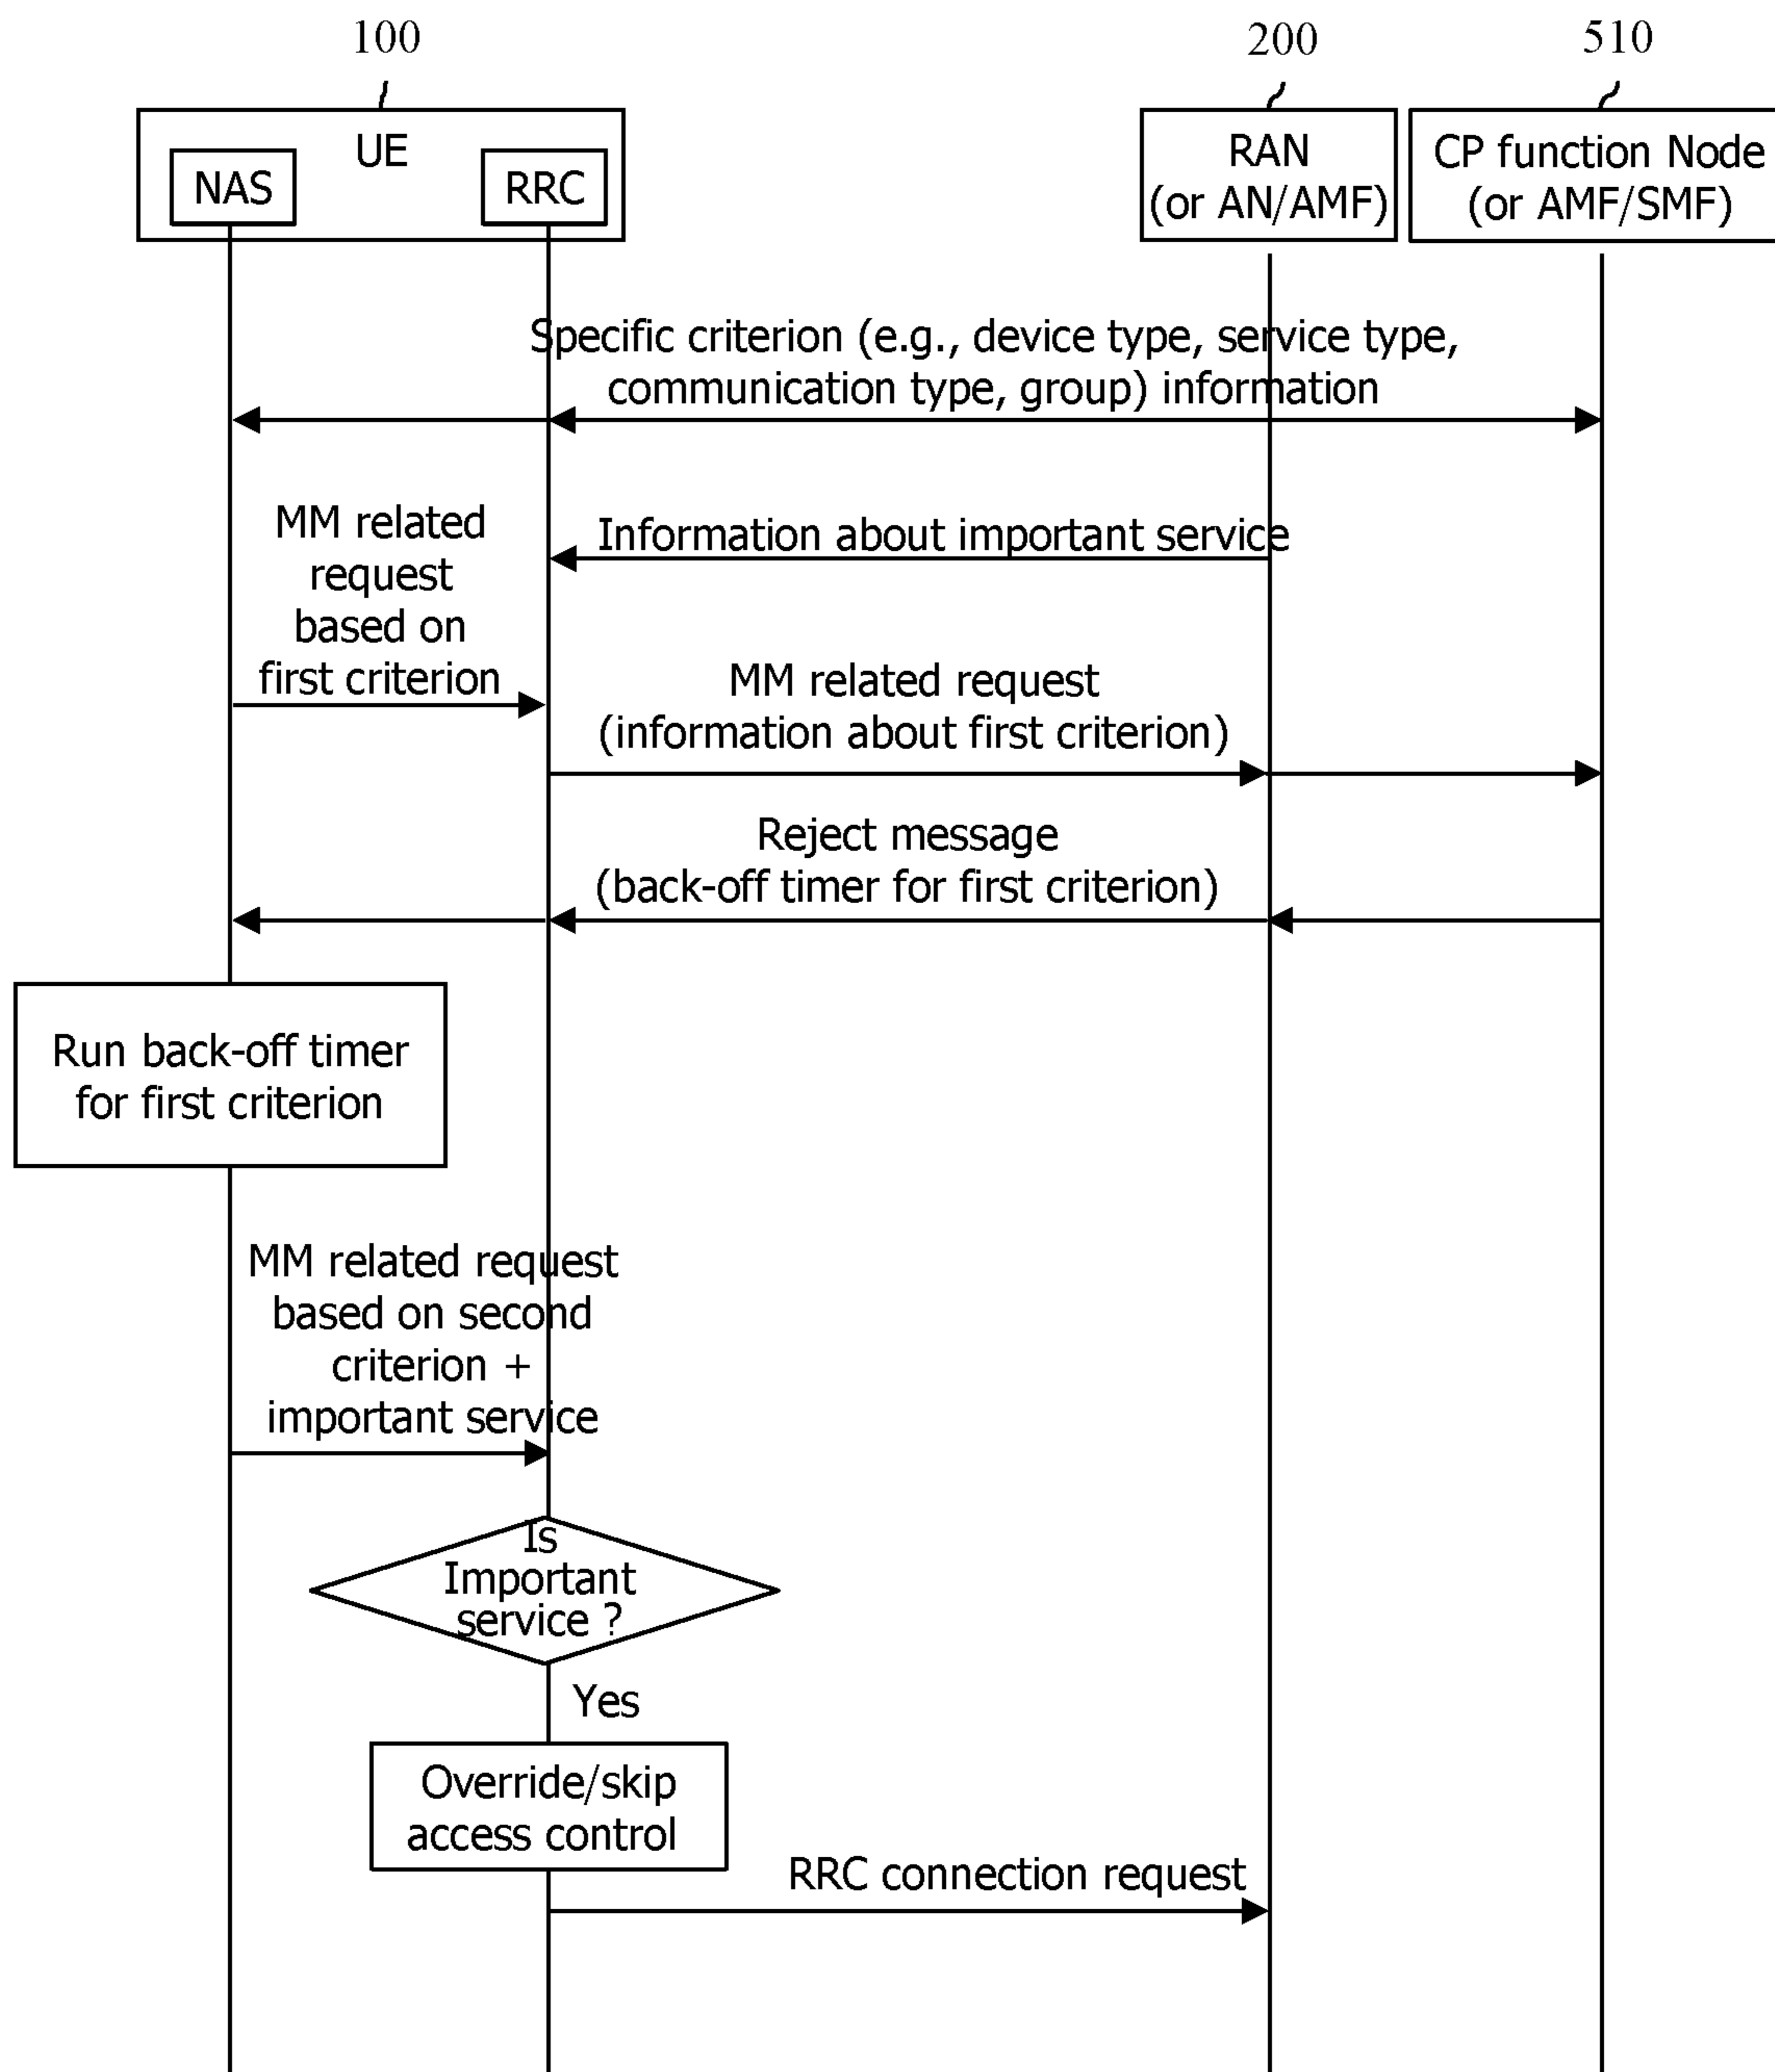 100
200
510
UE
NAS
RRC
RAN
(or AN/AMF)
CP function Node
(or AMF/SMF)
Specific criterion (e.g., device type, service type,
communication type, group) information
MM related
request
based on
first criterion
Information about important service
MM related request
(information about first criterion)
Reject message
(back-off timer for first criterion)
Run back-off timer
for first criterion
MM related request
based on second
criterion +
important service
Is
Important
service ?
Yes
Override/skip
access control
RRC connection request